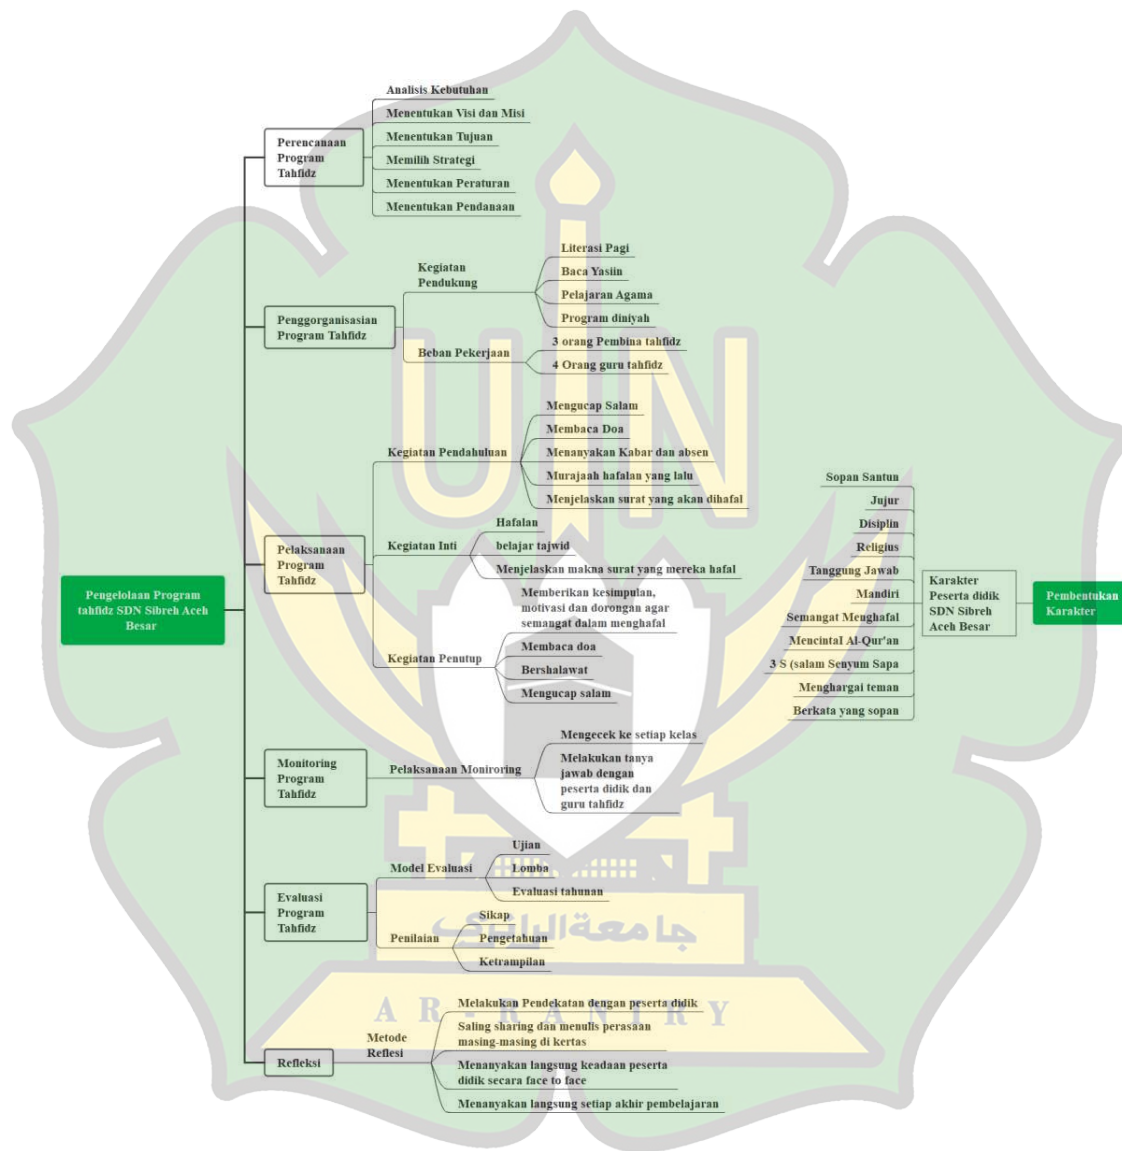 Pengelolaan Program
tahfidz SDN Sibreh Aceh
Besar
Perencanaan
Program
Tahfidz
Analisis Kebutuhan
Menentukan Visi dan Misi
Menentukan Tujuan
Memilih Strategi
Menentukan Peraturan
Menentukan Pendanaan
Penggorganisasian
Program Tahfidz
Kegiatan
Pendukung
Literasi Pagi
Baca Yasiin
Pelajaran Agama
Program diniyah
Beban Pekerjaan
3 orang Pembina tahfidz
4 Orang guru tahfidz
Pelaksanaan
Program
Tahfidz
Kegiatan Pendahuluan
Mengucap Salam
Membaca Doa
Menanyakan Kabar dan absen
Murajaah hafalan yang lalu
Menjelaskan surat yang akan dihafal
Kegiatan Inti
Hafalan
belajar tajwid
Menjelaskan makna surat yang mereka hafal
Kegiatan Penutup
Memberikan kesimpulan,
motivasi dan dorongan agar
semangat dalam menghafal
Membaca doa
Bershalawat
Mengucap salam
Monitoring
Program
Tahfidz
Pelaksanaan Moniroring
Mengecek ke setiap kelas
Melakukan tanya
jawab dengan
peserta didik dan
guru tahfidz
Evaluasi
Program
Tahfidz
Model Evaluasi
Ujian
Lomba
Evaluasi tahunan
Penilaian
Sikap
Pengetahuan
Ketrampilan
Refleksi
Metode
Reflesi
Melakukan Pendekatan dengan peserta didik
Saling sharing dan menulis perasaan
masing-masing di kertas
Menanyakan langsung keadaan peserta
didik secara face to face
Menanyakan langsung setiap akhir pembelajaran
Sopan Santun
Jujur
Disiplin
Religius
Tanggung Jawab
Mandiri
Semangat Menghafal
MencintaI Al-Qur'an
3 S (salam Senyum Sapa
Menghargai teman
Berkata yang sopan
Karakter
Peserta didik
SDN Sibreh
Aceh Besar
Pembentukan
Karakter
UIN
جامعة الرانري
AR-RANIRY